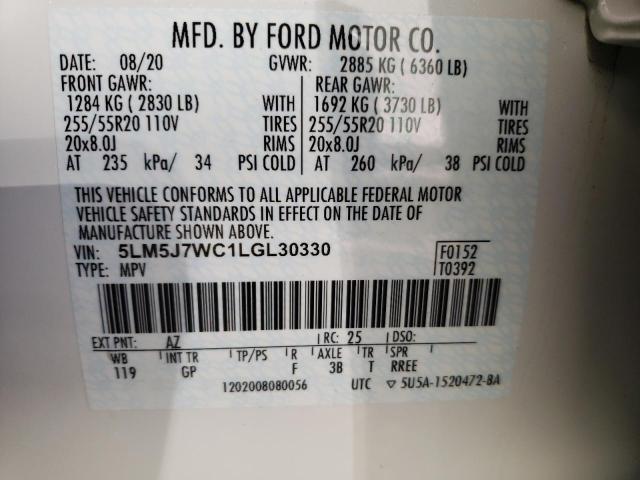 MFD. BY FORD MOTOR CO.
DATE: 08/20 GVWR: 2885 KG ( 6360 LB)
FRONT GAWR: REAR GAWR:
1284 KG ( 2830 LB) WITH 1692 KG ( 3730 LB) WITH
255/55R20 110V TIRES 255/55R20 110V TIRES
20x8.0J RIMS 20x8.0J RIMS
AT 235 kPa/ 34 PSI COLD AT 260 kPa/ 38 PSI COLD
THIS VEHICLE CONFORMS TO ALL APPLICABLE FEDERAL MOTOR
VEHICLE SAFETY STANDARDS IN EFFECT ON THE DATE OF
MANUFACTURE SHOWN ABOVE.
VIN: 5LM5J7WC1LGL30330 F0152
TYPE: MPV T0392
EXT PNT: AZ RC: 25 DSO:
WB INT TR TP/PS R AXLE TR SPR
119 GP F 3B T RREE
1202008080056 UTC ▽ 5U5A-1520472-BA